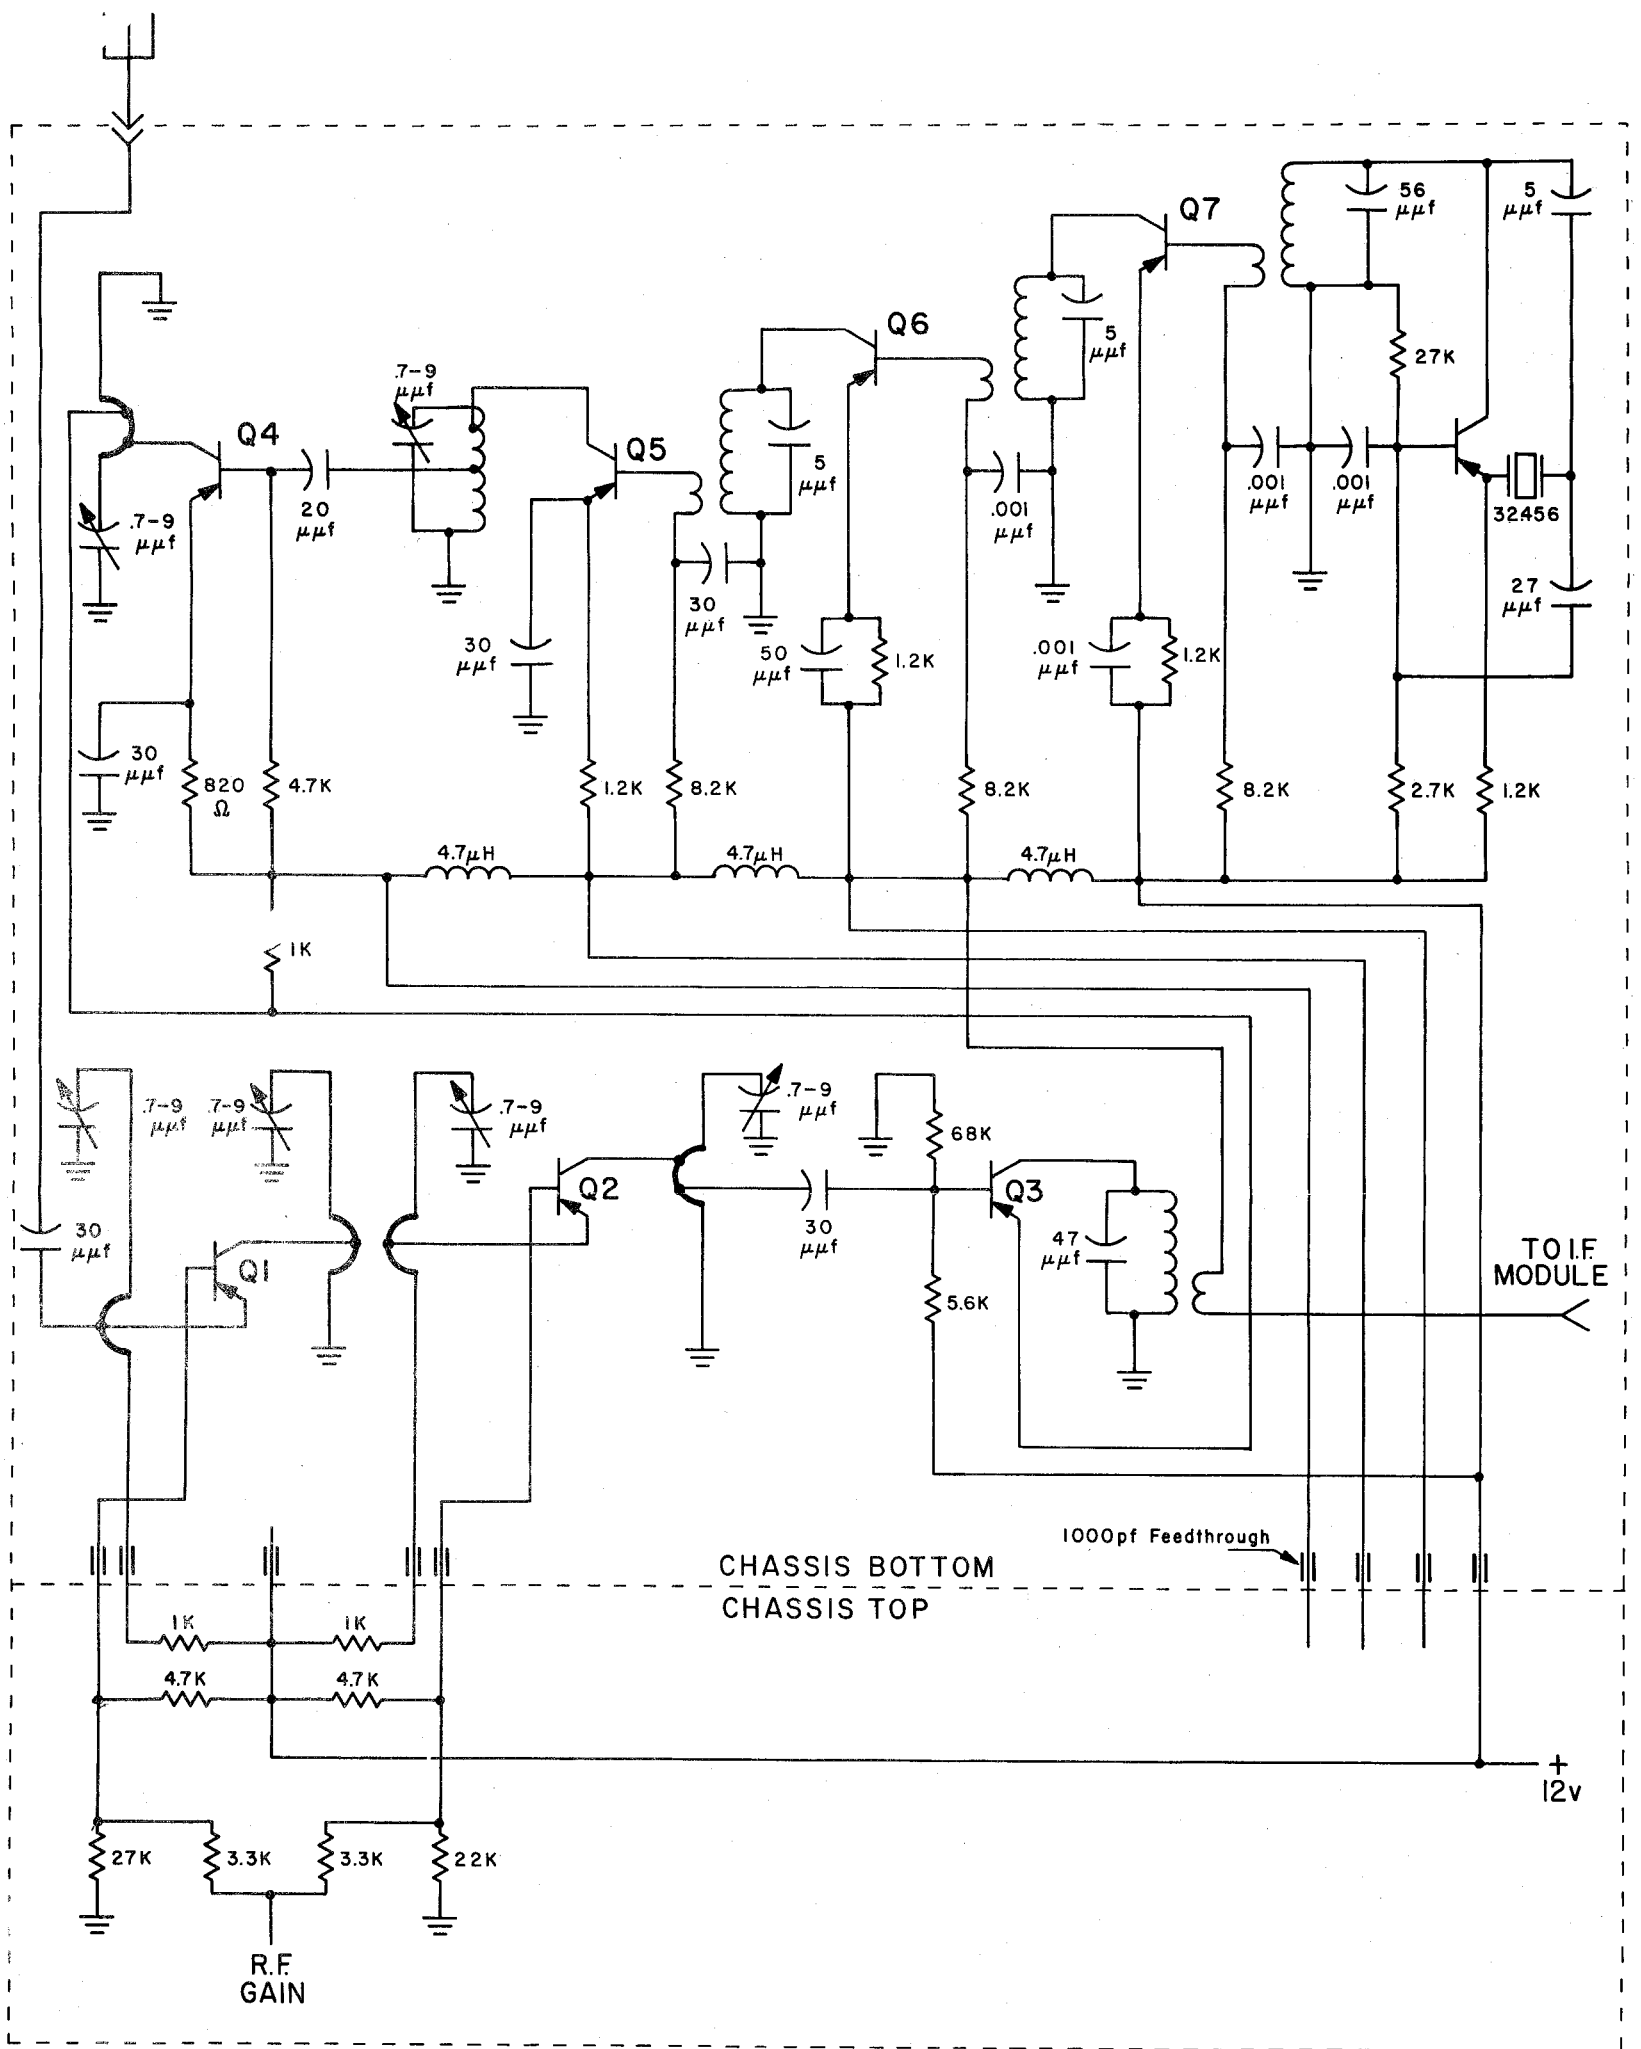 Q7
56
μμf
5
μμf
Q6
5
μμf
27K
.7-9
μμf
Q4
Q5
5
μμf
20
μμf
.001
μμf
.001
μμf
.001
μμf
32.456
.7-9
μμf
30
μμf
27
μμf
30
μμf
50
μμf
1.2K
.001
μμf
1.2K
30
μμf
820
Ω
4.7K
1.2K
8.2K
8.2K
8.2K
2.7K
1.2K
4.7μH
4.7μH
4.7μH
1K
.7-9
μμf
.7-9
μμf
.7-9
μμf
.7-9
μμf
68K
Q2
Q3
30
μμf
30
μμf
47
μμf
Q1
5.6K
TO I.F.
MODULE
1000pf Feedthrough
CHASSIS BOTTOM
CHASSIS TOP
1K
1K
4.7K
4.7K
+
12v
27K
3.3K
3.3K
22K
R.F.
GAIN